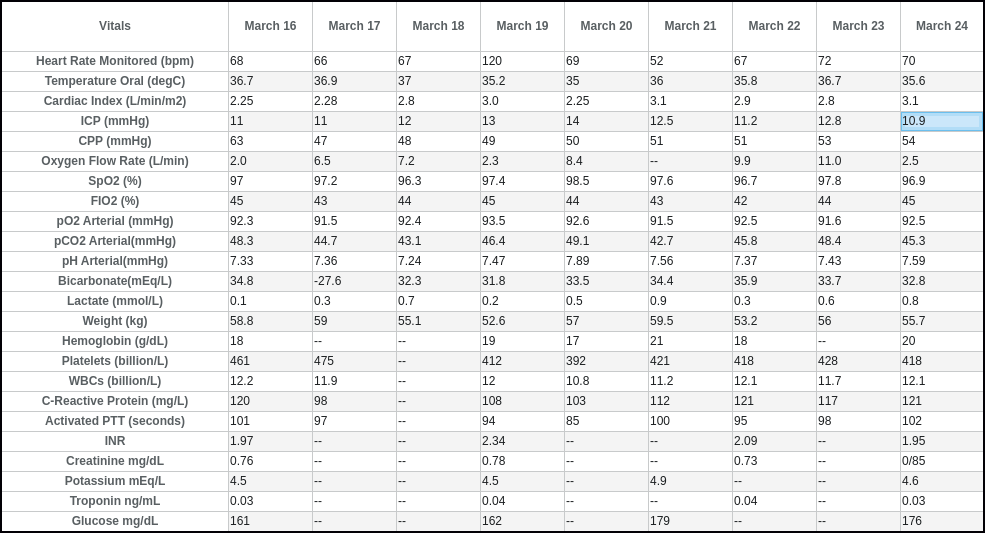 Vitals March 16 March 17 March 18 March 19 March 20 March 21 March 22 March 23 March 24
Heart Rate Monitored (bpm) 68 66 67 120 69 52 67 72 70
Temperature Oral (degC) 36.7 36.9 37 35.2 35 36 35.8 36.7 35.6
Cardiac Index (L/min/m2) 2.25 2.28 2.8 3.0 2.25 3.1 2.9 2.8 3.1
ICP (mmHg) 11 11 12 13 14 12.5 11.2 12.8 10.9
CPP (mmHg) 63 47 48 49 50 51 51 53 54
Oxygen Flow Rate (L/min) 2.0 6.5 7.2 2.3 8.4 -- 9.9 11.0 2.5
SpO2 (%) 97 97.2 96.3 97.4 98.5 97.6 96.7 97.8 96.9
FIO2 (%) 45 43 44 45 44 43 42 44 45
pO2 Arterial (mmHg) 92.3 91.5 92.4 93.5 92.6 91.5 92.5 91.6 92.5
pCO2 Arterial(mmHg) 48.3 44.7 43.1 46.4 49.1 42.7 45.8 48.4 45.3
pH Arterial(mmHg) 7.33 7.36 7.24 7.47 7.89 7.56 7.37 7.43 7.59
Bicarbonate(mEq/L) 34.8 -27.6 32.3 31.8 33.5 34.4 35.9 33.7 32.8
Lactate (mmol/L) 0.1 0.3 0.7 0.2 0.5 0.9 0.3 0.6 0.8
Weight (kg) 58.8 59 55.1 52.6 57 59.5 53.2 56 55.7
Hemoglobin (g/dL) 18 -- -- 19 17 21 18 -- 20
Platelets (billion/L) 461 475 -- 412 392 421 418 428 418
WBCs (billion/L) 12.2 11.9 -- 12 10.8 11.2 12.1 11.7 12.1
C-Reactive Protein (mg/L) 120 98 -- 108 103 112 121 117 121
Activated PTT (seconds) 101 97 -- 94 85 100 95 98 102
INR 1.97 -- -- 2.34 -- -- 2.09 -- 1.95
Creatinine mg/dL 0.76 -- -- 0.78 -- -- 0.73 -- 0/85
Potassium mEq/L 4.5 -- -- 4.5 -- 4.9 -- -- 4.6
Troponin ng/mL 0.03 -- -- 0.04 -- -- 0.04 -- 0.03
Glucose mg/dL 161 -- -- 162 -- 179 -- -- 176